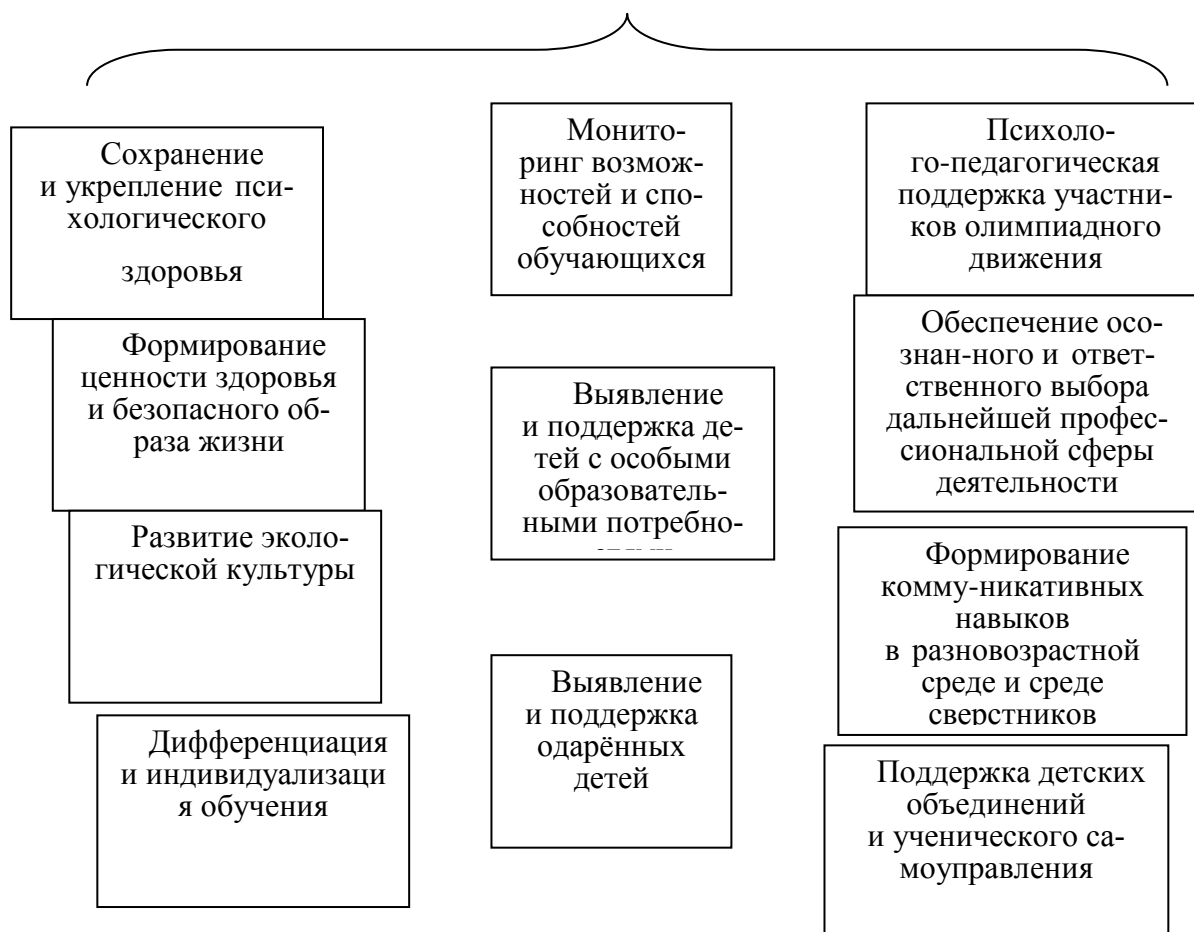 Сохранение
и укрепление пси-
хологического
здоровья
Формирование
ценности здоровья
и безопасного об-
раза жизни
Развитие эколо-
гической культуры
Дифференциация
и индивидуализаци
я обучения
Монито-
ринг возмож-
ностей и спо-
собностей
обучающихся
Выявление
и поддержка де-
тей с особыми
образователь-
ными потребно-
Выявление
и поддержка
одарённых
детей
Психоло-
го-педагогическая
поддержка участни-
ков олимпиадного
движения
Обеспечение осо-
знан-ного и ответ-
ственного выбора
дальнейшей профес-
сиональной сферы
деятельности
Формирование
комму-никативных
навыков
в разновозрастной
среде и среде
сверстников
Поддержка детских
объединений
и ученического са-
моуправления